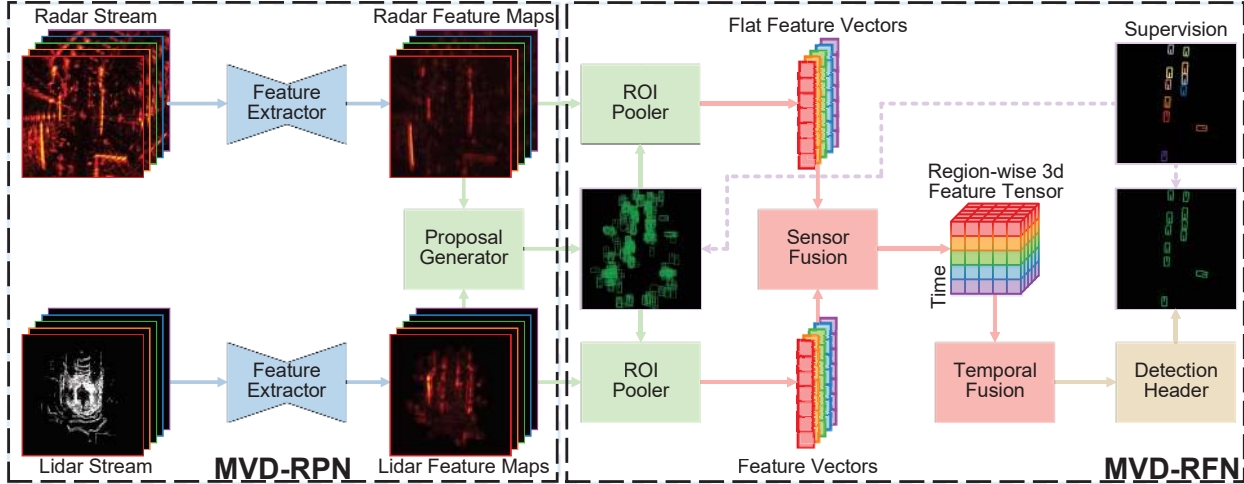 Radar Stream
Radar Feature Maps
Flat Feature Vectors
Supervision
Feature
Extractor
ROI
Pooler
Region-wise 3d
Feature Tensor
Proposal
Generator
Sensor
Fusion
Time
Feature
Extractor
ROI
Pooler
Temporal
Fusion
Detection
Header
Lidar Stream
MVD-RPN
Lidar Feature Maps
Feature Vectors
MVD-RFN